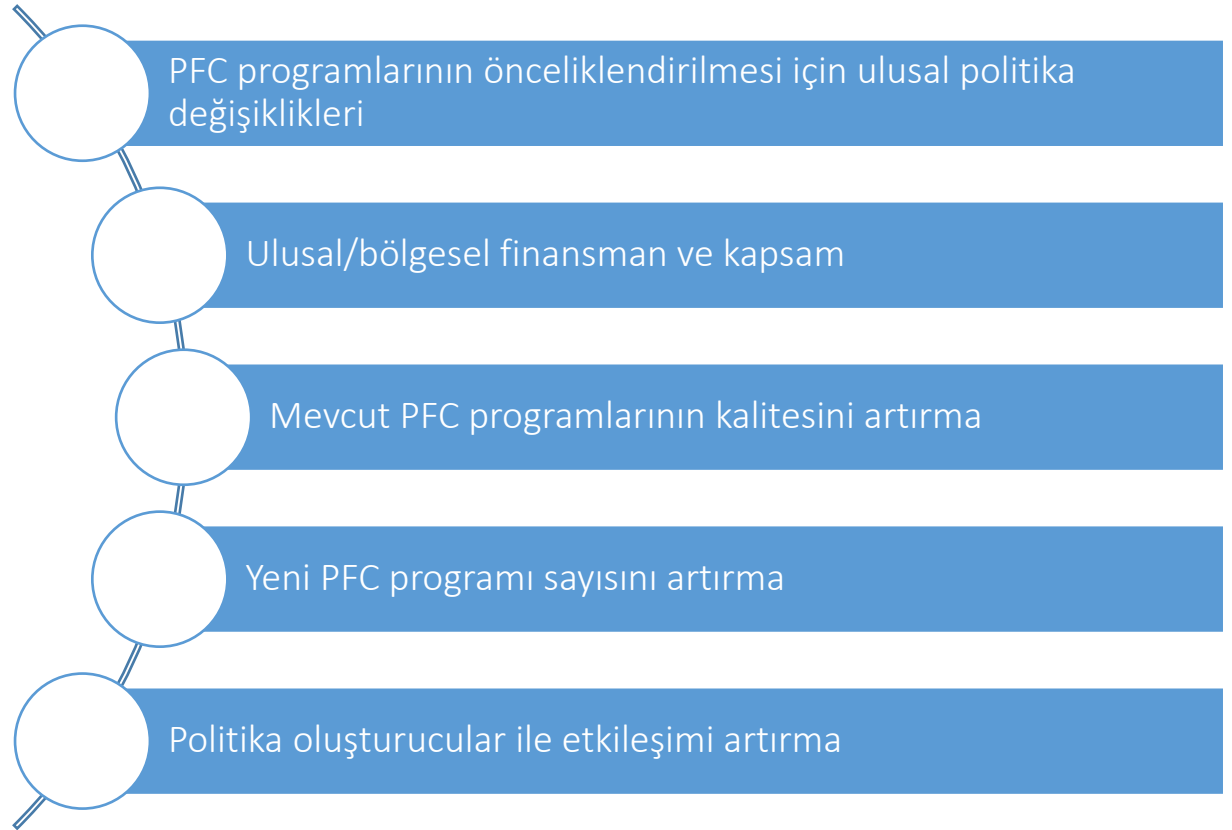 PFC programlarının önceliklendirilmesi için ulusal politika
değişiklikleri
Ulusal/bölgesel finansman ve kapsam
Mevcut PFC programlarının kalitesini artırma
Yeni PFC programı sayısını artırma
Politika oluşturucular ile etkileşimi artırma